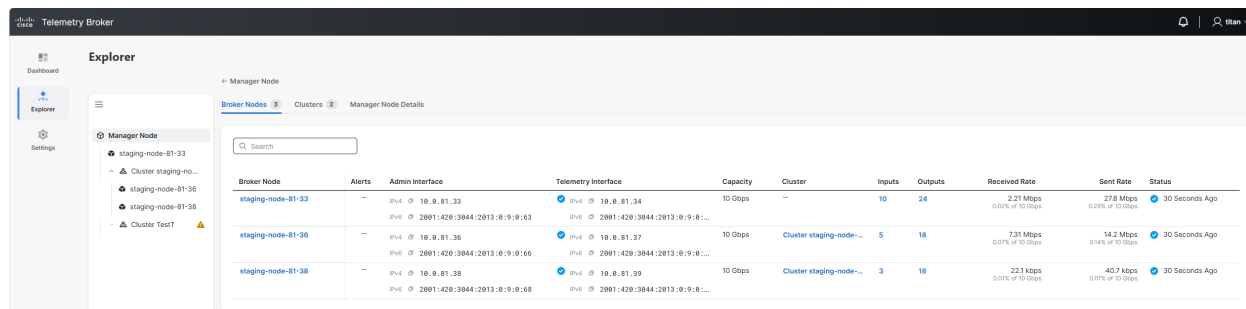 cisco Telemetry Broker
titan
Dashboard
Explorer
Settings
Explorer
← Manager Node
Broker Nodes 3 Clusters 2 Manager Node Details
Manager Node
staging-node-81-33
Cluster staging-no...
staging-node-81-36
staging-node-81-38
Cluster TestT
Search
Broker Node Alerts Admin Interface Telemetry Interface Capacity Cluster Inputs Outputs Received Rate Sent Rate Status
staging-node-81-33 — IPv4 10.0.81.33 IPv4 10.0.81.34 10 Gbps — 10 24 2.21 Mbps 27.8 Mbps 30 Seconds Ago
IPv6 2001:420:3044:2013:0:9:0:63 IPv6 2001:420:3044:2013:0:9:0:... 0.02% of 10 Gbps 0.28% of 10 Gbps
staging-node-81-36 — IPv4 10.0.81.36 IPv4 10.0.81.37 10 Gbps Cluster staging-node-... 5 18 7.31 Mbps 14.2 Mbps 30 Seconds Ago
IPv6 2001:420:3044:2013:0:9:0:66 IPv6 2001:420:3044:2013:0:9:0:... 0.07% of 10 Gbps 0.14% of 10 Gbps
staging-node-81-38 — IPv4 10.0.81.38 IPv4 10.0.81.39 10 Gbps Cluster staging-node-... 3 18 22.1 kbps 40.7 kbps 30 Seconds Ago
IPv6 2001:420:3044:2013:0:9:0:68 IPv6 2001:420:3044:2013:0:9:0:... 0.01% of 10 Gbps 0.01% of 10 Gbps